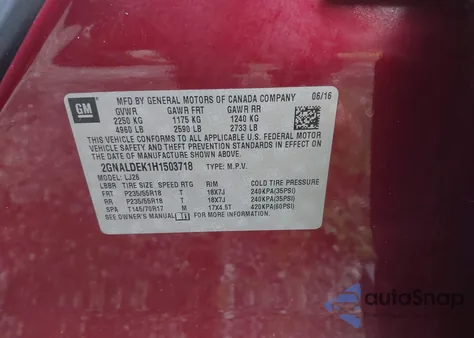 GM
MFD BY GENERAL MOTORS OF CANADA COMPANY 06/16
GVWR GAWR FRT GAWR RR
2250 KG 1175 KG 1240 KG
4960 LB 2590 LB 2733 LB
THIS VEHICLE CONFORMS TO ALL APPLICABLE U.S. FEDERAL MOTOR
VEHICLE SAFETY AND THEFT PREVENTION STANDARDS IN EFFECT
ON THE DATE OF MANUFACTURE SHOWN ABOVE.
2GNALDEK1H1503718 TYPE: M.P.V.
MODEL: LJ26
LBB TIRE SIZE SPEED RTG RIM COLD TIRE PRESSURE
FRT P235/55R18 T 18X7J 240KPA(35PSI)
RR P235/55R18 T 18X7J 240KPA(35PSI)
SPA T145/70R17 M 17X4.5T 420KPA(60PSI)
SEE OWNER'S MANUAL FOR MORE INFORMATION.
autoSnap